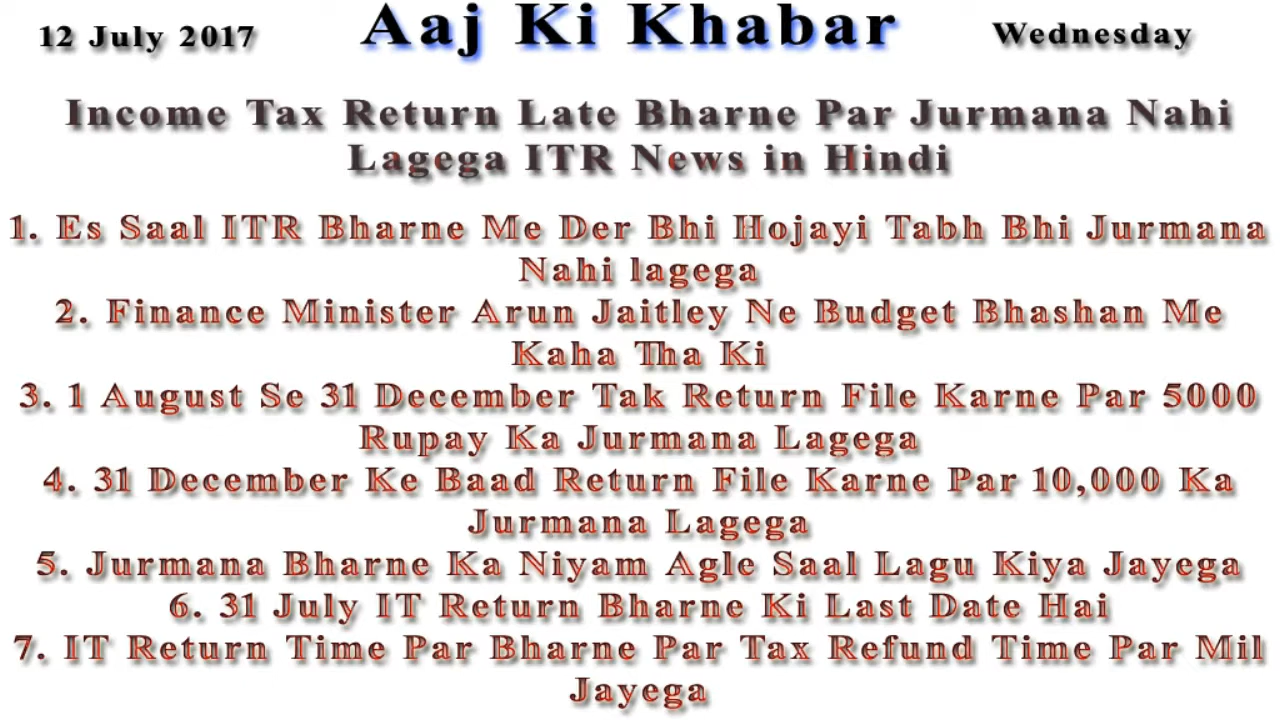 12 July 2017 Aaj Ki Khabar Wednesday
Income Tax Return Late Bharne Par Jurmana Nahi
Lagega ITR News in Hindi
1. Es Saal ITR Bharne Me Der Bhi Hojayi Tabh Bhi Jurmana
Nahi lagega
2. Finance Minister Arun Jaitley Ne Budget Bhashan Me
Kaha Tha Ki
3. 1 August Se 31 December Tak Return File Karne Par 5000
Rupay Ka Jurmana Lagega
4. 31 December Ke Baad Return File Karne Par 10,000 Ka
Jurmana Lagega
5. Jurmana Bharne Ka Niyam Agle Saal Lagu Kiya Jayega
6. 31 July IT Return Bharne Ki Last Date Hai
7. IT Return Time Par Bharne Par Tax Refund Time Par Mil
Jayega